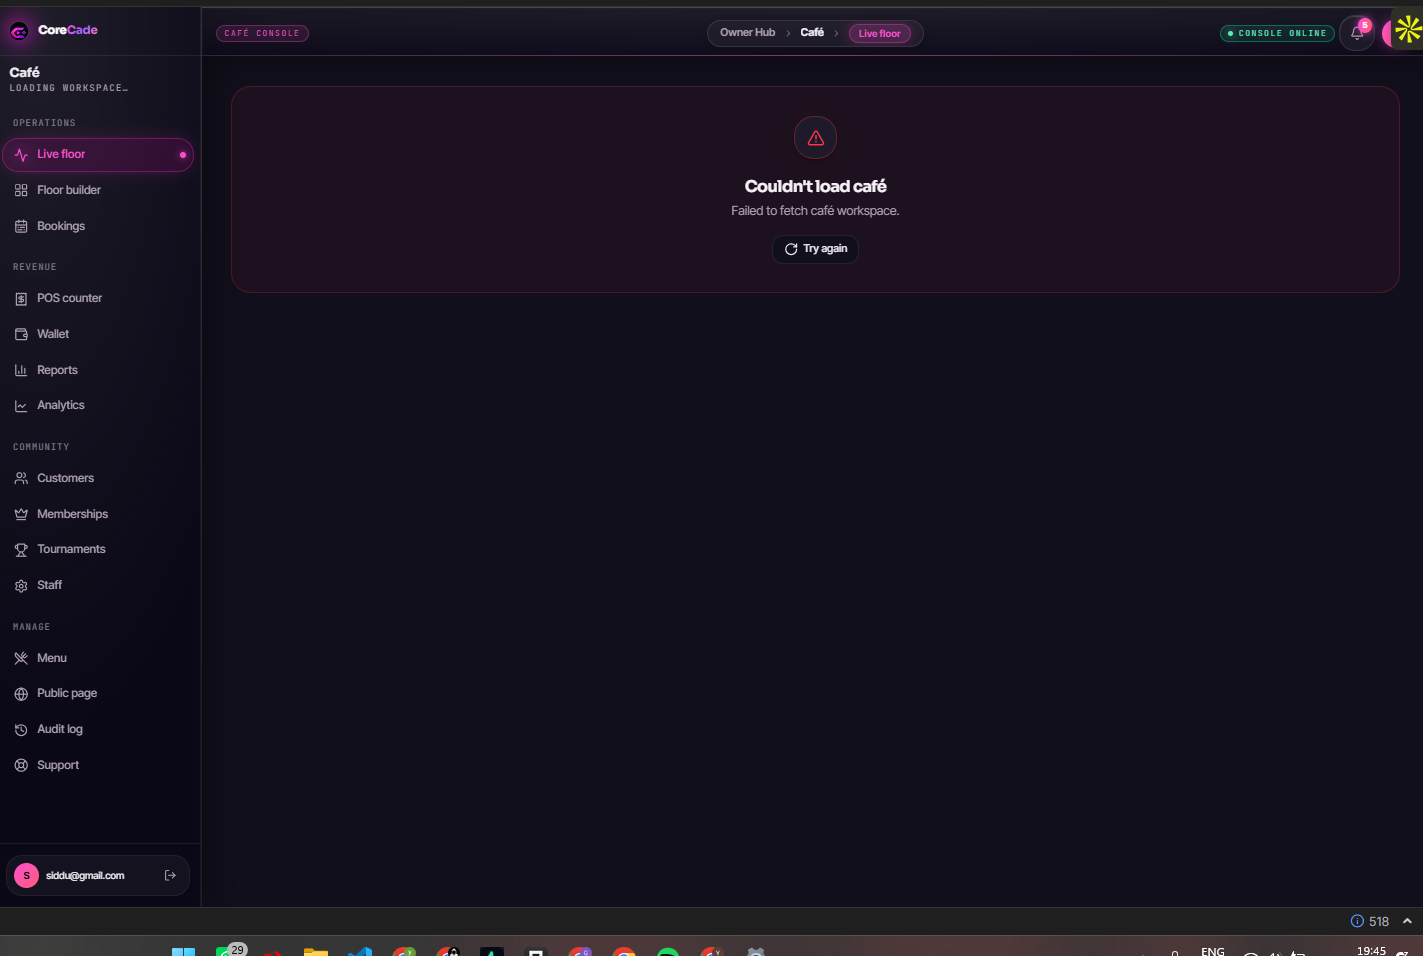 CoreCade
CAFÉ CONSOLE
Owner Hub › Café › Live floor
CONSOLE ONLINE
5
Café
LOADING WORKSPACE…
OPERATIONS
Live floor
Floor builder
Bookings
REVENUE
POS counter
Wallet
Reports
Analytics
COMMUNITY
Customers
Memberships
Tournaments
Staff
MANAGE
Menu
Public page
Audit log
Support
S
siddu@gmail.com
Couldn't load café
Failed to fetch café workspace.
Try again
518
29
ENG
19:45